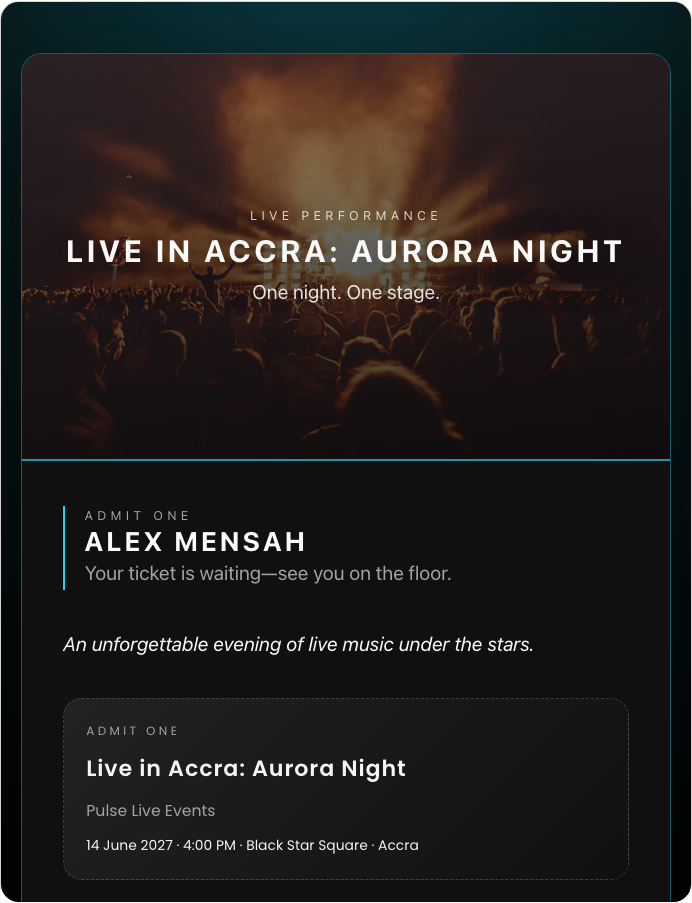 LIVE PERFORMANCE
LIVE IN ACCRA: AURORA NIGHT
One night. One stage.
ADMIT ONE
ALEX MENSAH
Your ticket is waiting—see you on the floor.
An unforgettable evening of live music under the stars.
ADMIT ONE
Live in Accra: Aurora Night
Pulse Live Events
14 June 2027 · 4:00 PM · Black Star Square · Accra